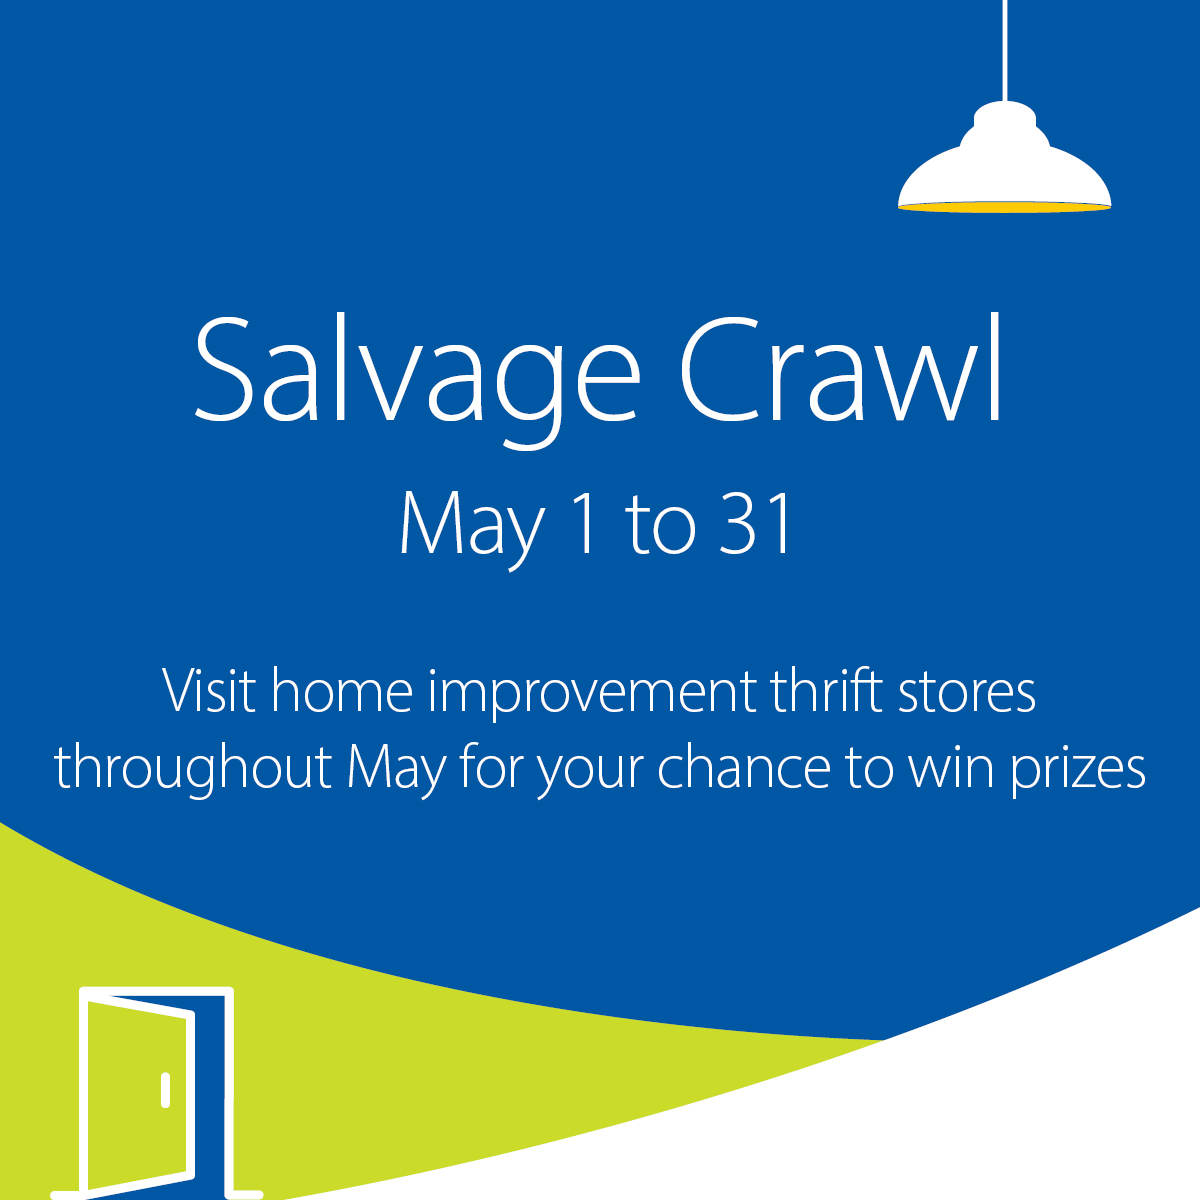 Salvage Crawl
May 1 to 31
Visit home improvement thrift stores
throughout May for your chance to win prizes